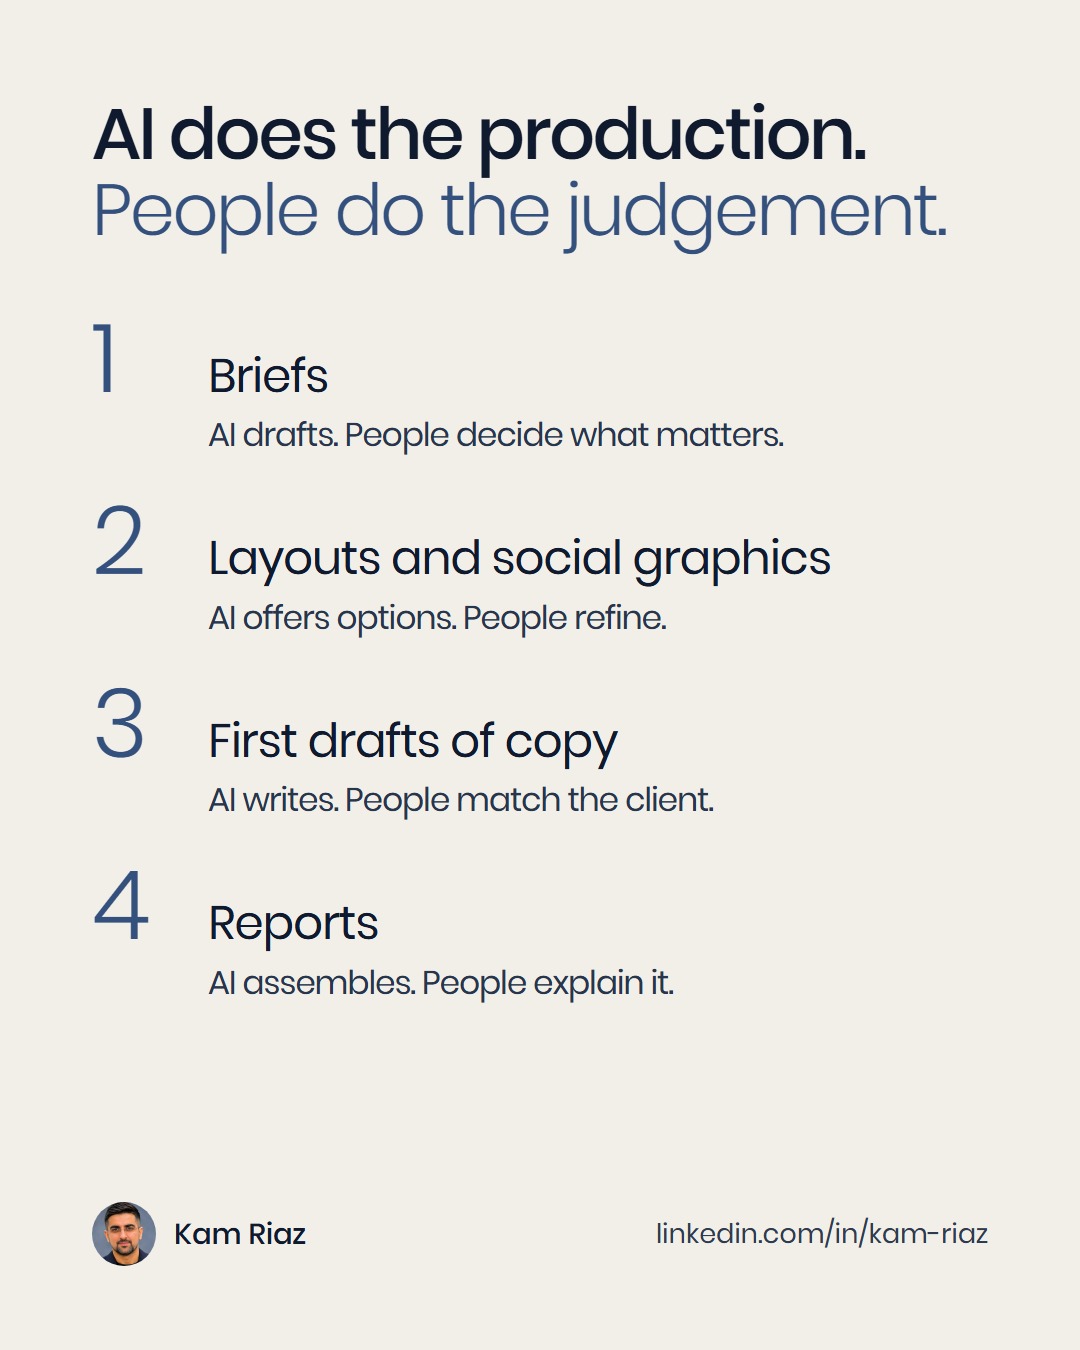 AI does the production.
People do the judgement.
1
Briefs
AI drafts. People decide what matters.
2
Layouts and social graphics
AI offers options. People refine.
3
First drafts of copy
AI writes. People match the client.
4
Reports
AI assembles. People explain it.
Kam Riaz
linkedin.com/in/kam-riaz